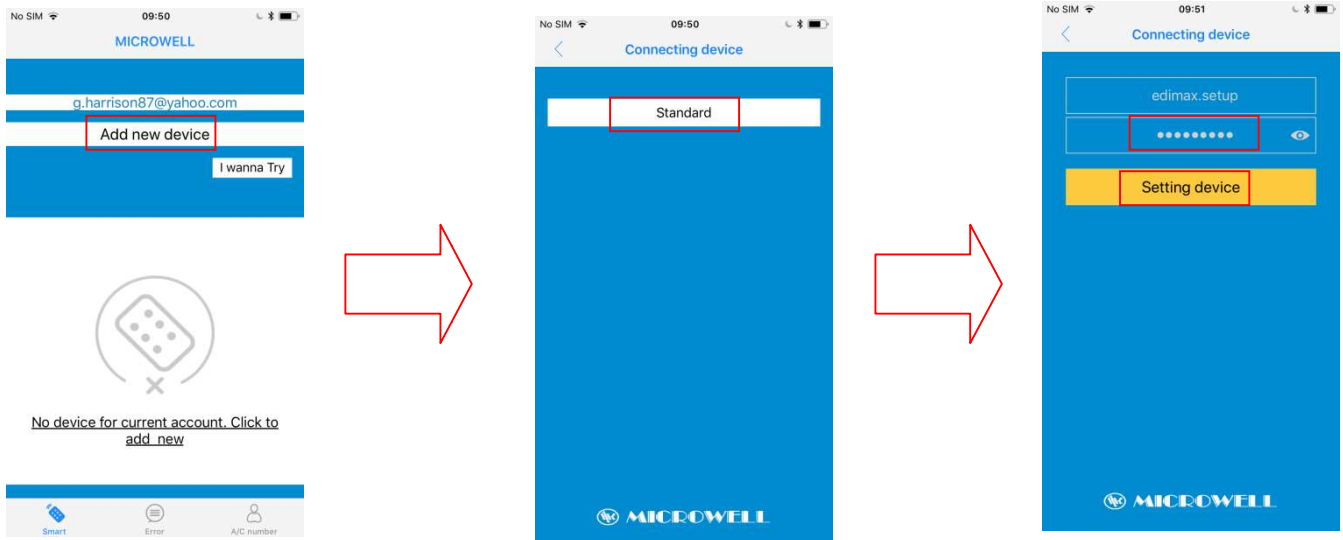 No SIM 09:50
MICROWELL
g.harrison87@yahoo.com
Add new device
I wanna Try
No device for current account. Click to
add new
Smart Error A/C number
No SIM 09:50
Connecting device
Standard
MICROWELL
No SIM 09:51
Connecting device
edimax.setup
•••••••••
Setting device
MICROWELL